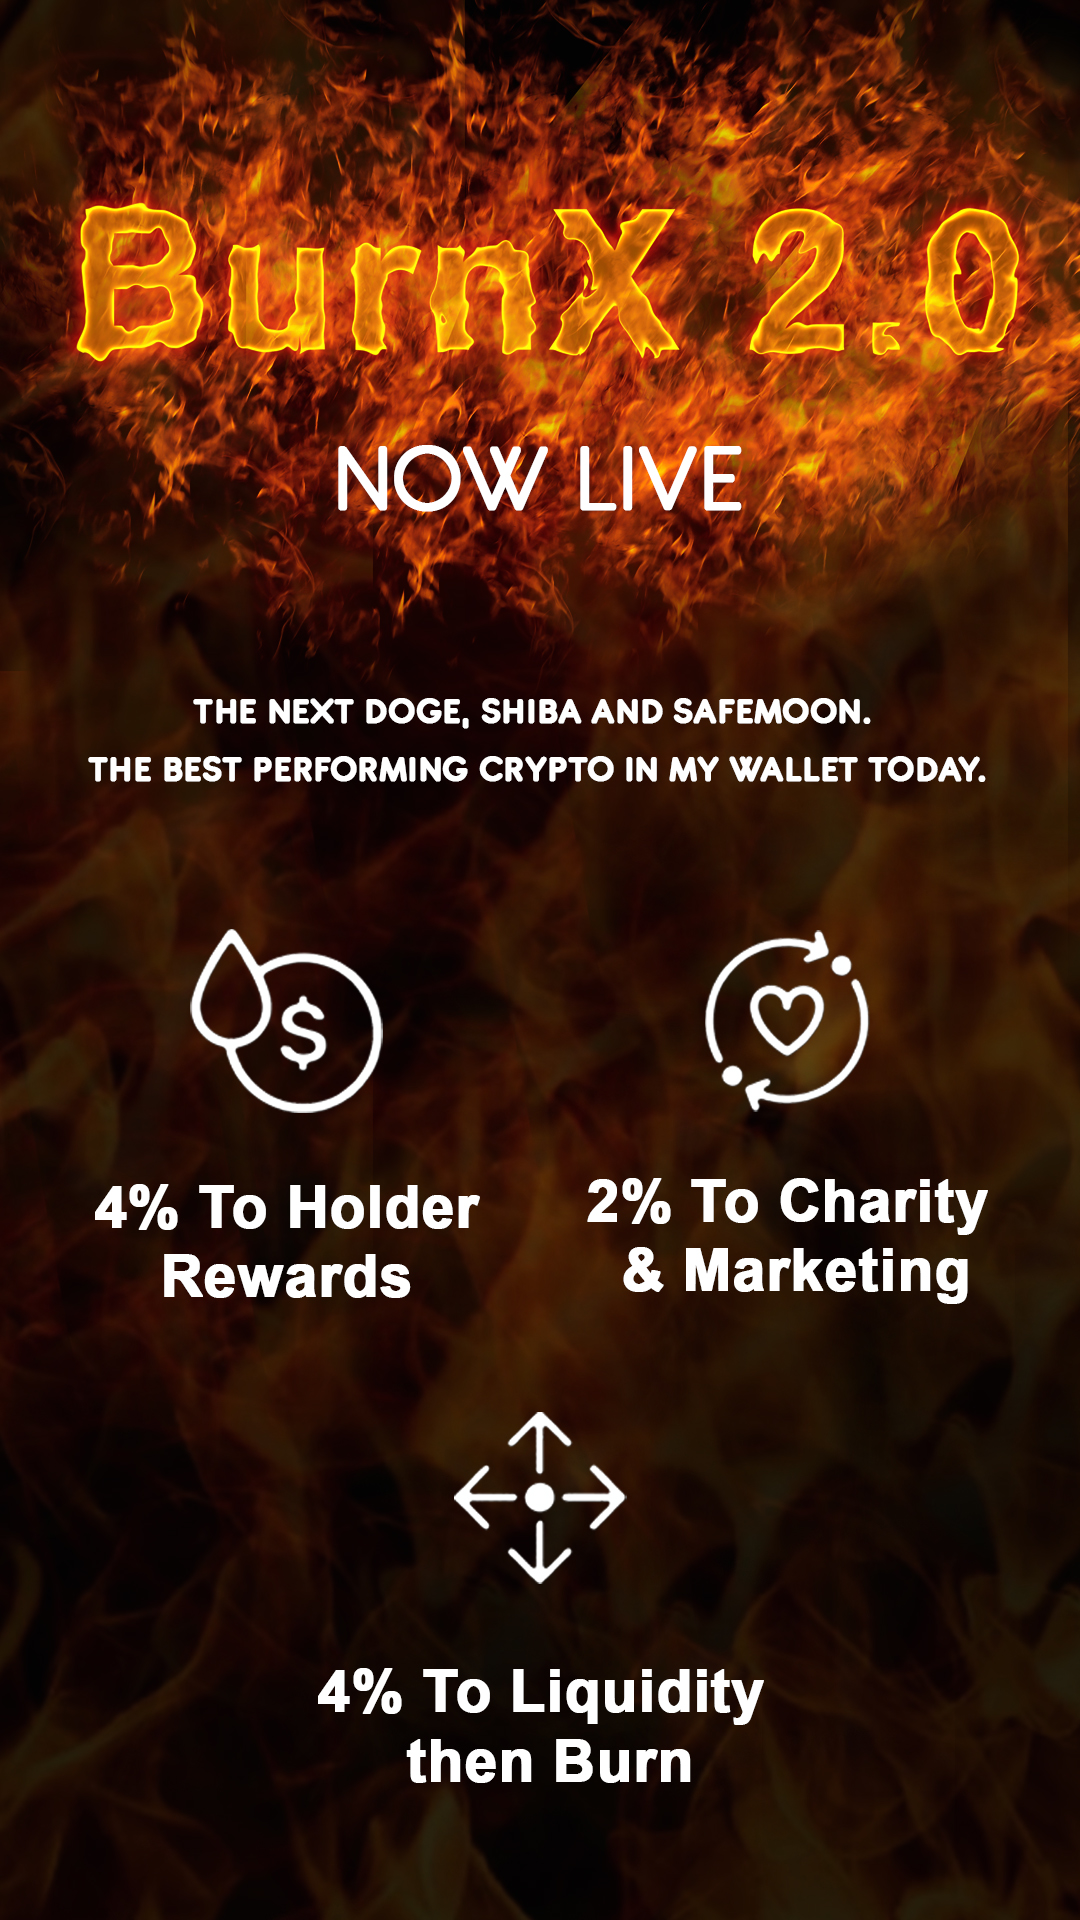 BurnX 2.0
NOW LIVE
THE NEXT DOGE, SHIBA AND SAFEMOON.
THE BEST PERFORMING CRYPTO IN MY WALLET TODAY.
$
4% To Holder
Rewards
2% To Charity
& Marketing
4% To Liquidity
then Burn